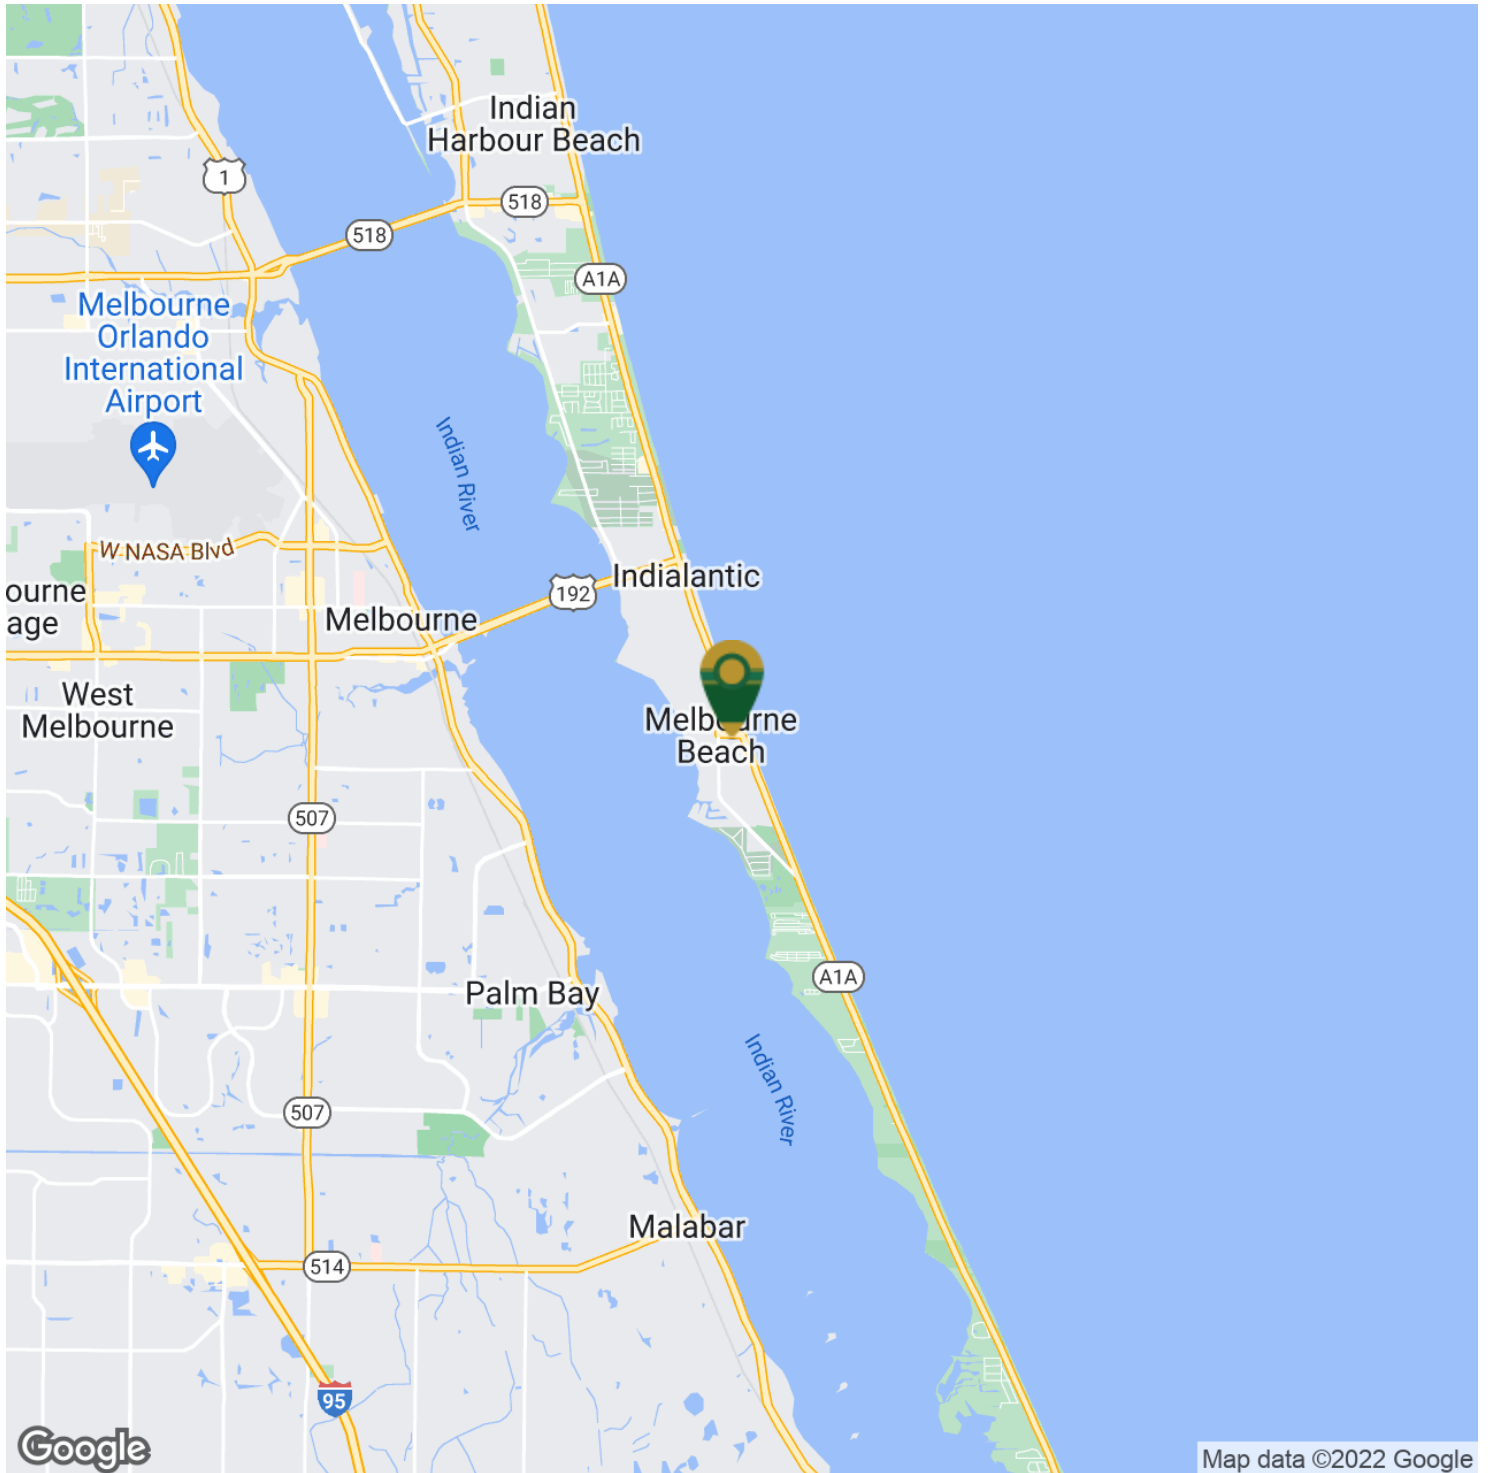 Indian
Harbour Beach
1
518
518
A1A
Melbourne
Orlando
International
Airport
Indian River
W NASA Blvd
192
Indialantic
ourne
age
Melbourne
West
Melbourne
Melbourne
Beach
507
A1A
Palm Bay
Indian River
507
Malabar
514
95
Google
Map data ©2022 Google